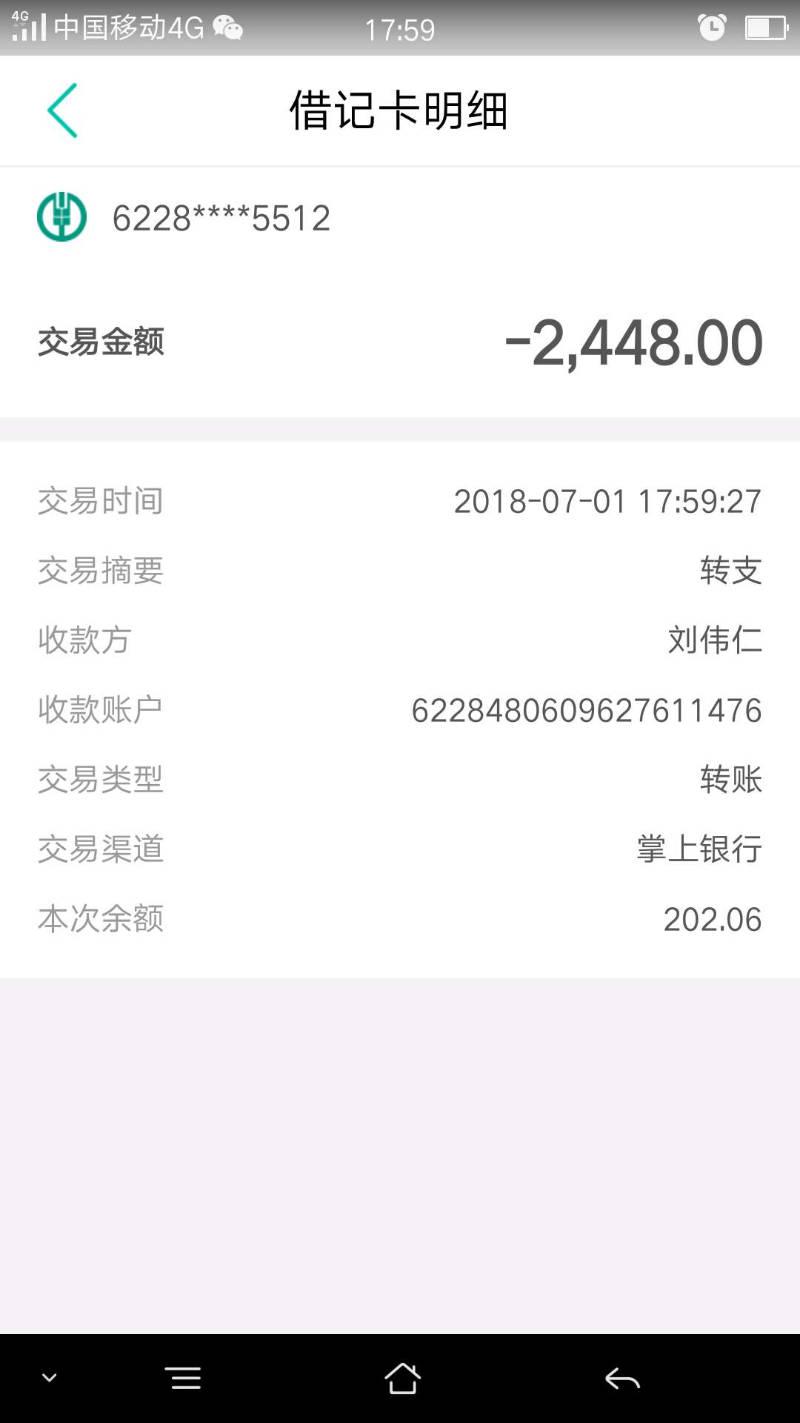 4G 中国移动4G 17:59
借记卡明细
6228****5512
交易金额 -2,448.00
交易时间 2018-07-01 17:59:27
交易摘要 转支
收款方 刘伟仁
收款账户 6228480609627611476
交易类型 转账
交易渠道 掌上银行
本次余额 202.06